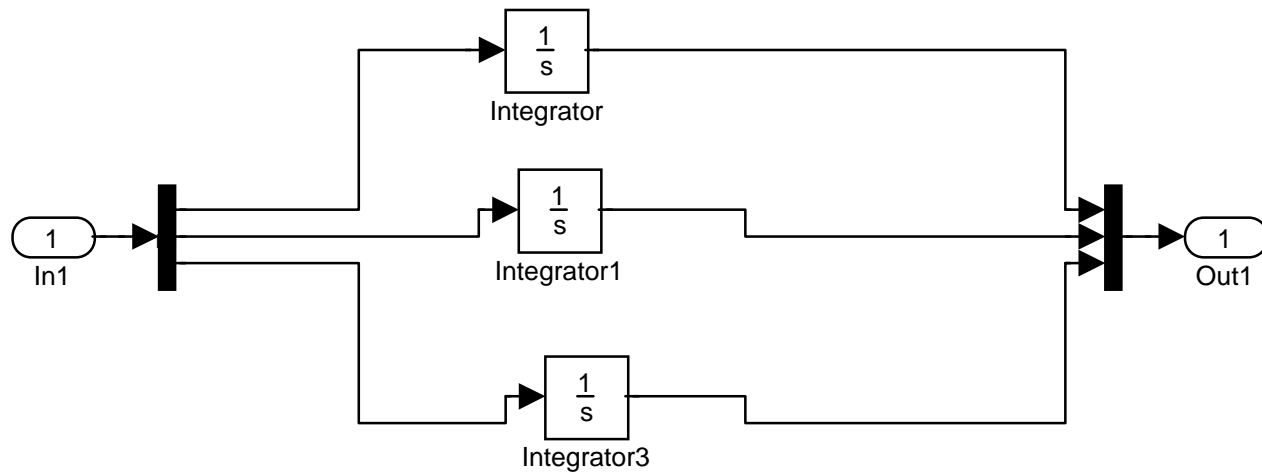 1
s
Integrator
1
In1
1
s
Integrator1
1
Out1
1
s
Integrator3